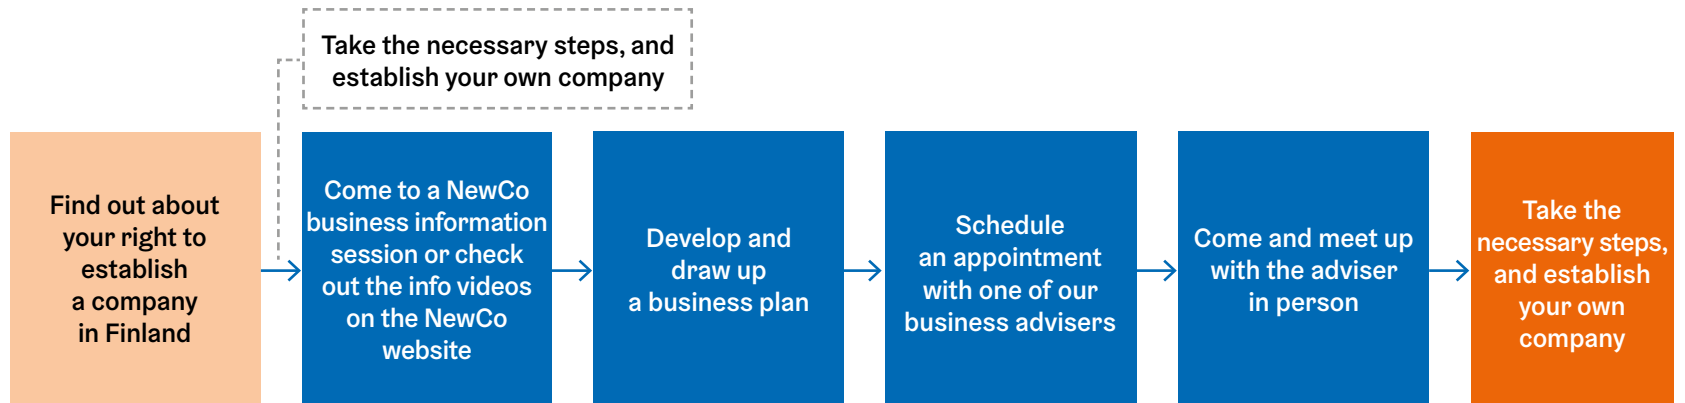 Take the necessary steps, and
establish your own company
Find out about
your right to
establish
a company
in Finland
Come to a NewCo
business information
session or check
out the info videos
on the NewCo
website
Develop and
draw up
a business plan
Schedule
an appointment
with one of our
business advisers
Come and meet up
with the adviser
in person
Take the
necessary steps,
and establish
your own
company